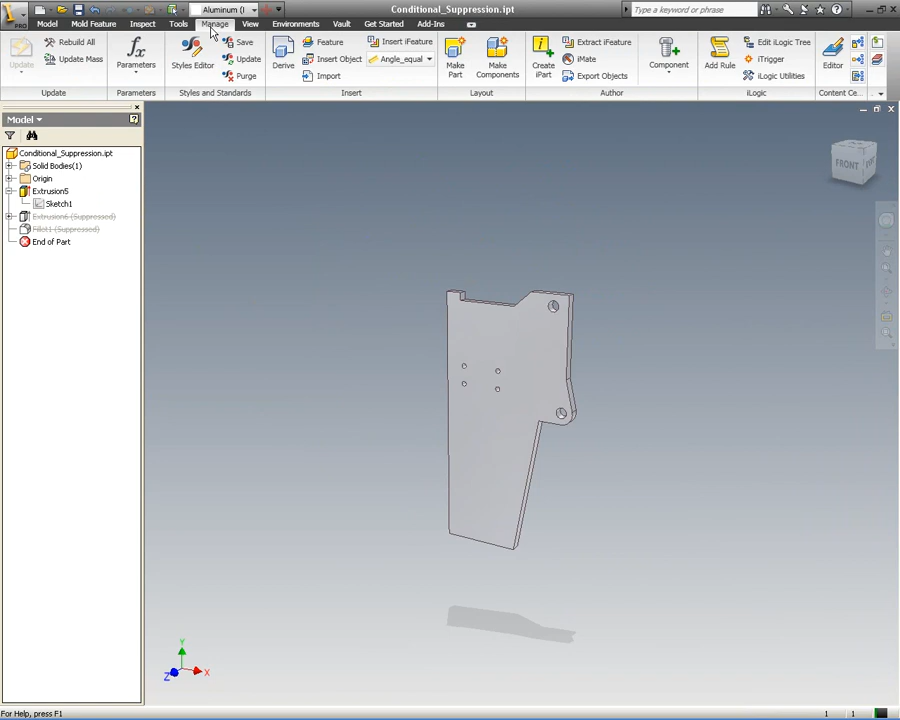 Aluminum (I
Conditional_Suppression.ipt
Type a keyword or phrase
PRO
Model Mold Feature Inspect Tools Manage View Environments Vault Get Started Add-Ins
Update
Rebuild All
Update Mass
Update
Parameters
Parameters
Styles Editor
Save
Update
Purge
Styles and Standards
Derive
Feature
Insert Object
Import
Insert iFeature
Angle_equal
Insert
Make Part
Make Components
Layout
Create iPart
Extract iFeature
iMate
Export Objects
Author
Component
Add Rule
Edit iLogic Tree
iTrigger
iLogic Utilities
iLogic
Editor
Content Ce...
Model
Conditional_Suppression.ipt
Solid Bodies(1)
Origin
Extrusion5
Sketch1
Extrusion6 (Suppressed)
Fillet1 (Suppressed)
End of Part
FRONT
Y
X
Z
For Help, press F1
1 1